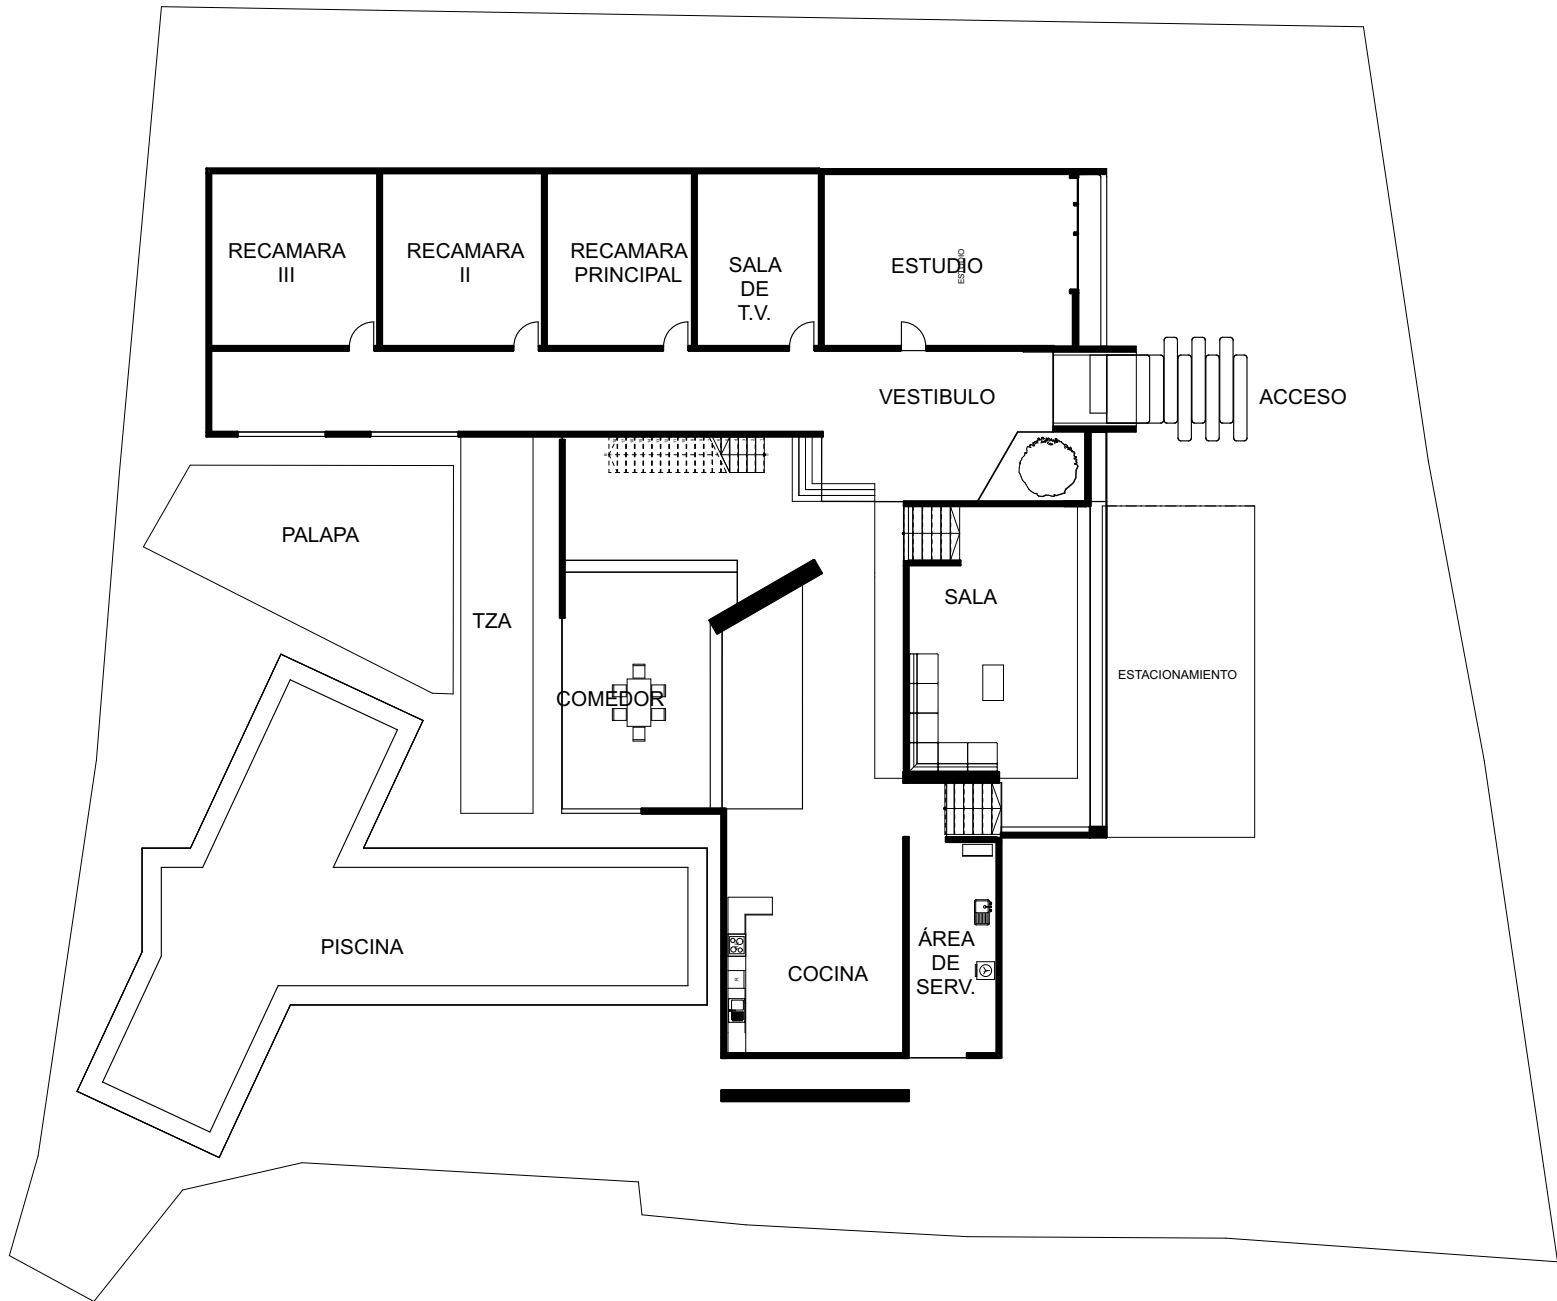 RECAMARA
III
RECAMARA
II
RECAMARA
PRINCIPAL
SALA
DE
T.V.
ESTUDIO
ESTUDIO
VESTIBULO
ACCESO
PALAPA
TZA
SALA
COMEDOR
ESTACIONAMIENTO
PISCINA
COCINA
ÁREA
DE
SERV.